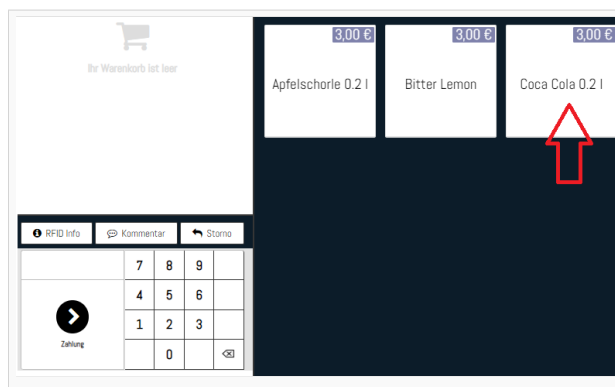 Ihr Warenkorb ist leer
3,00 €
Apfelschorle 0.2 l
3,00 €
Bitter Lemon
3,00 €
Coca Cola 0.2 l
RFID Info
Kommentar
Storno
7 8 9
4 5 6
1 2 3
0
Zahlung